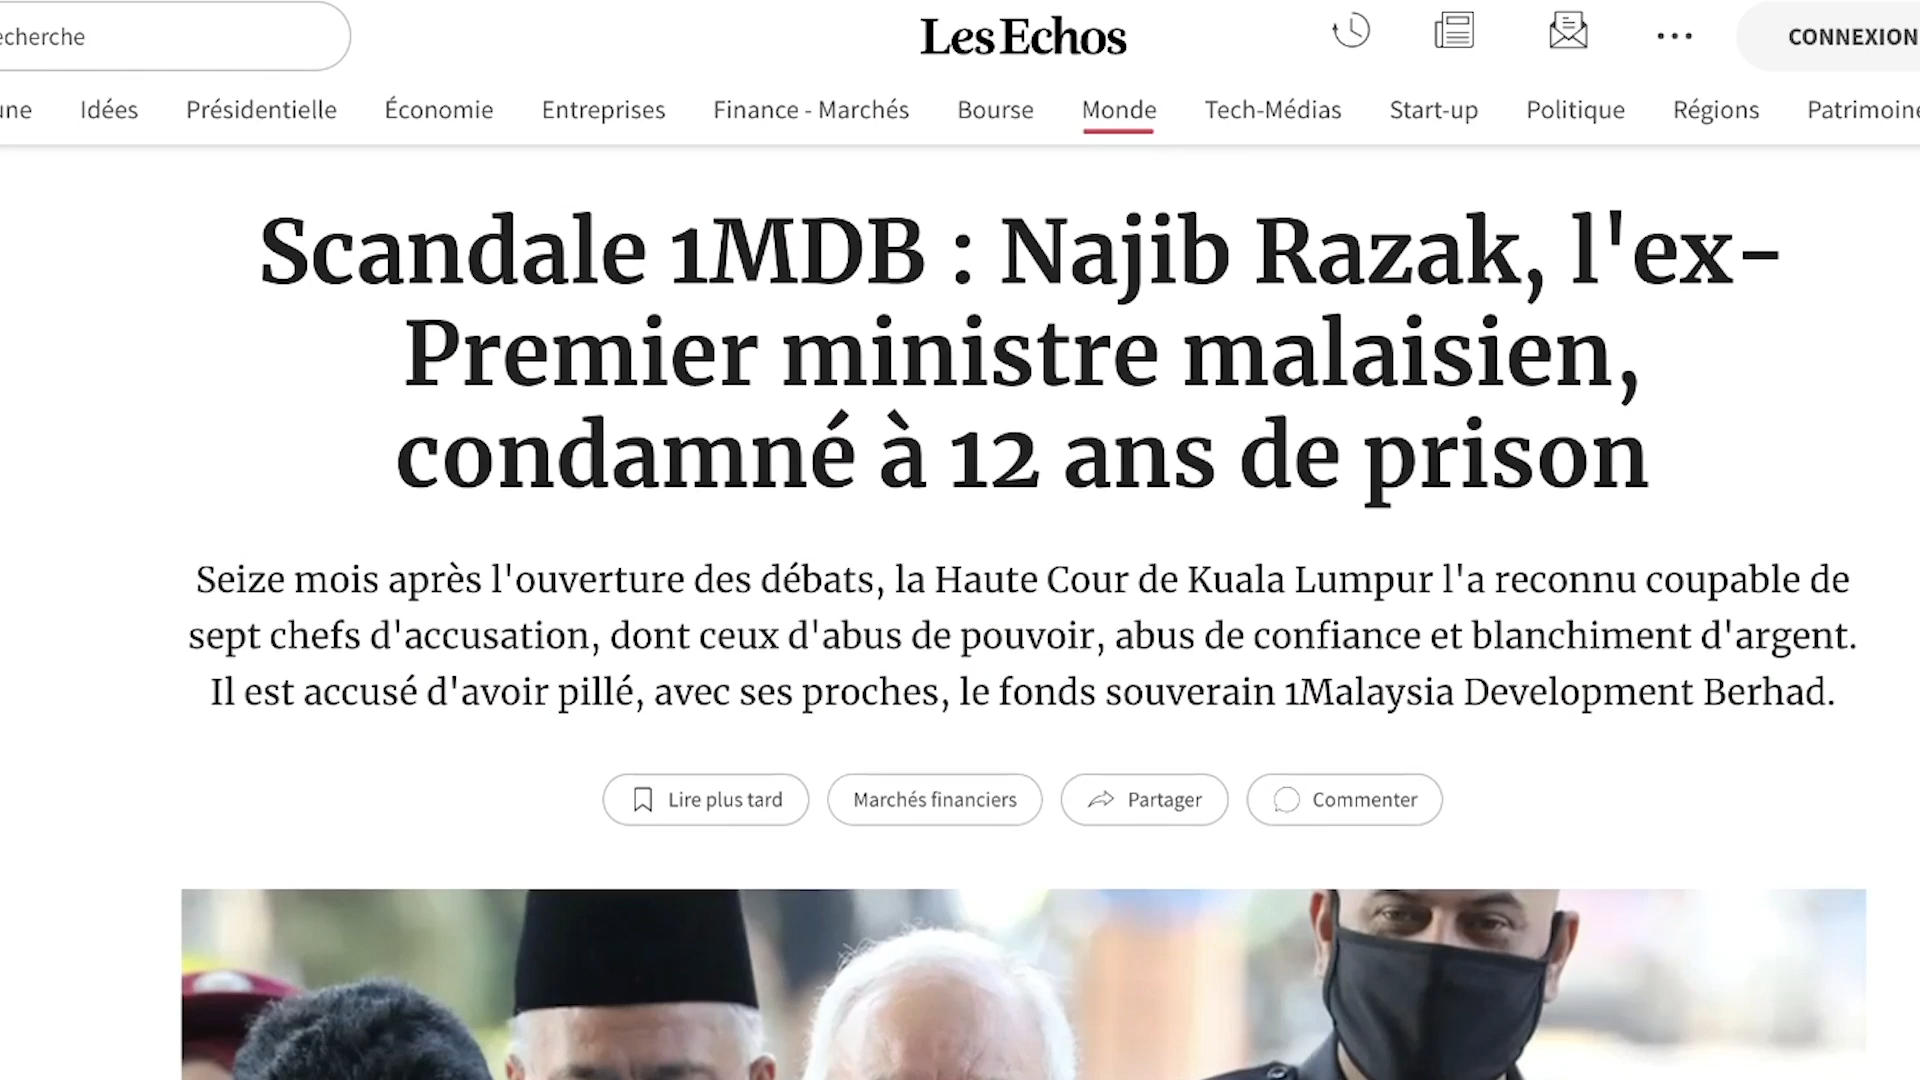 echerche
LesEchos
CONNEXION
une Idées Présidentielle Économie Entreprises Finance - Marchés Bourse Monde Tech-Médias Start-up Politique Régions Patrimoine
Scandale 1MDB : Najib Razak, l'ex-
Premier ministre malaisien,
condamné à 12 ans de prison
Seize mois après l'ouverture des débats, la Haute Cour de Kuala Lumpur l'a reconnu coupable de
sept chefs d'accusation, dont ceux d'abus de pouvoir, abus de confiance et blanchiment d'argent.
Il est accusé d'avoir pillé, avec ses proches, le fonds souverain 1Malaysia Development Berhad.
Lire plus tard Marchés financiers Partager Commenter